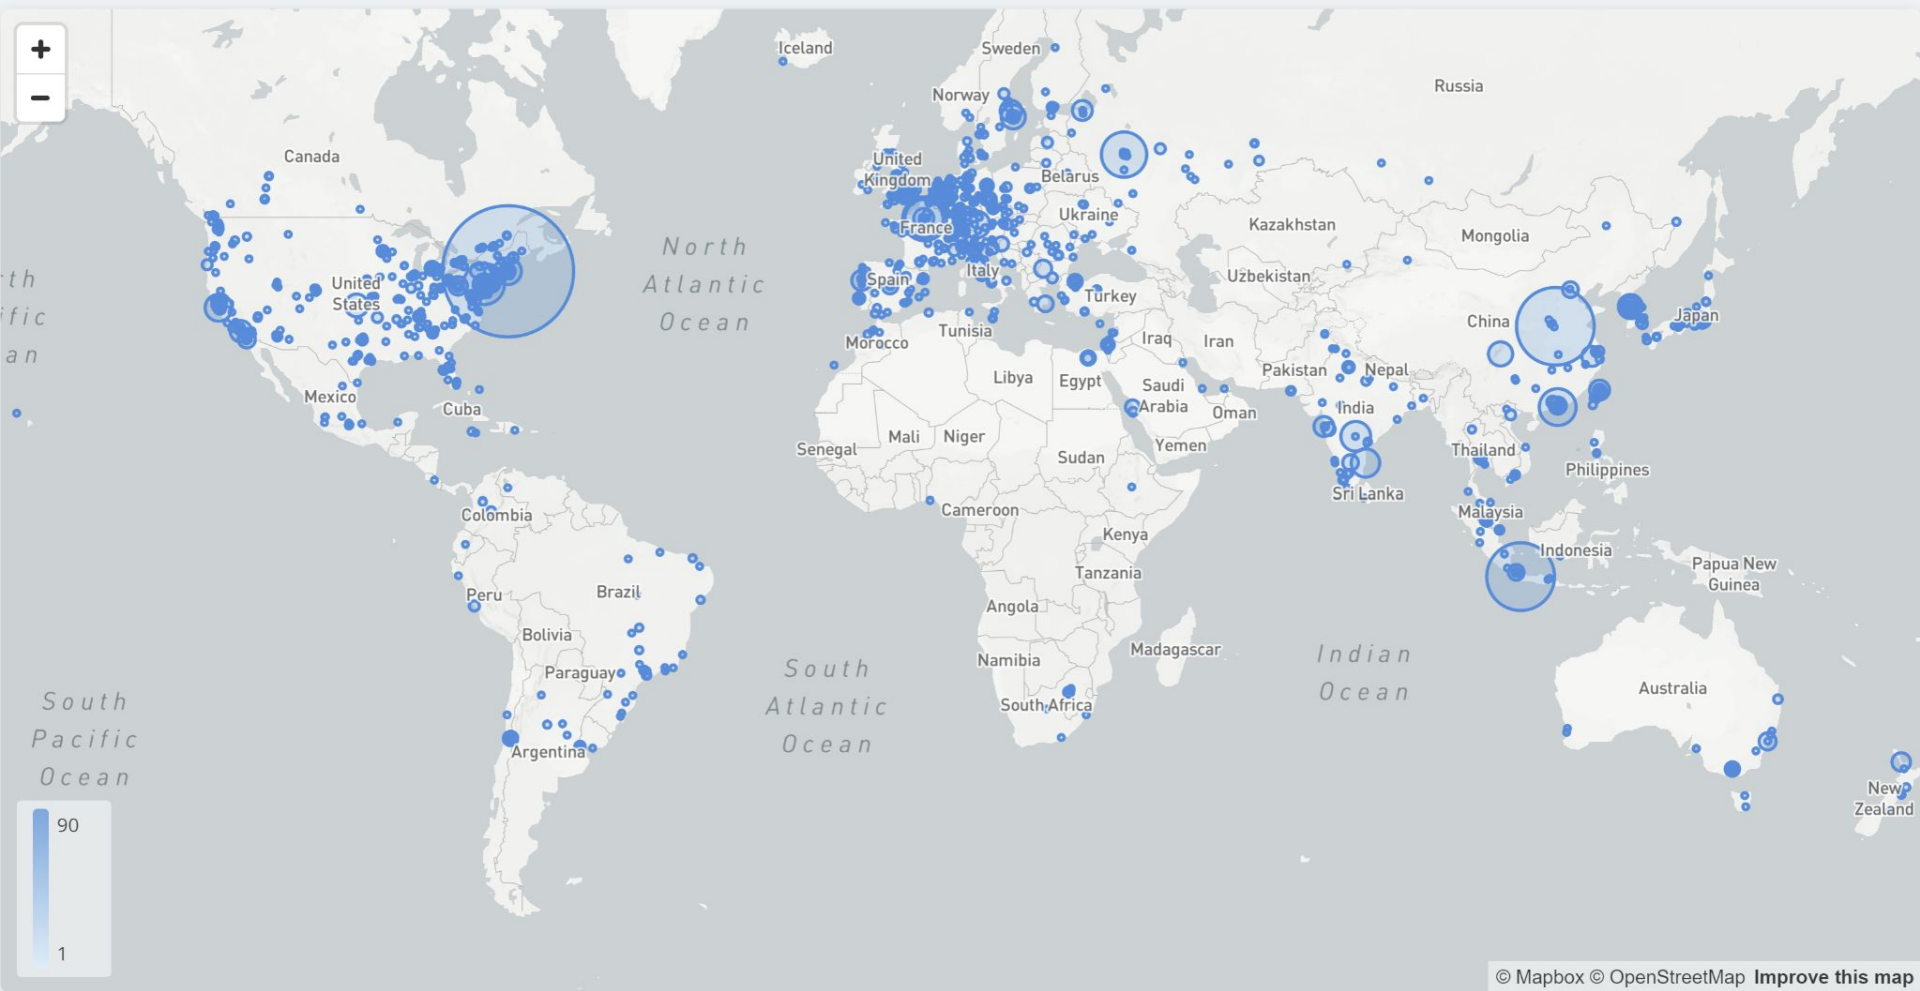 +
−
Iceland
Sweden
Norway
Russia
Canada
United
Kingdom
Belarus
Ukraine
France
Kazakhstan
Mongolia
North
Atlantic
Ocean
th
ific
an
United
States
Spain
Italy
Uzbekistan
Turkey
China
Japan
Tunisia
Morocco
Iraq
Iran
Pakistan
Nepal
Mexico
Cuba
Libya
Egypt
Saudi
Arabia
Oman
India
Mali
Niger
Senegal
Sudan
Yemen
Thailand
Philippines
Sri Lanka
Colombia
Cameroon
Malaysia
Kenya
Indonesia
Papua New
Guinea
Tanzania
Peru
Brazil
Angola
Bolivia
Madagascar
Indian
Ocean
Namibia
Paraguay
South
Atlantic
Ocean
South Africa
Australia
South
Pacific
Ocean
Argentina
New
Zealand
90
1
© Mapbox © OpenStreetMap Improve this map